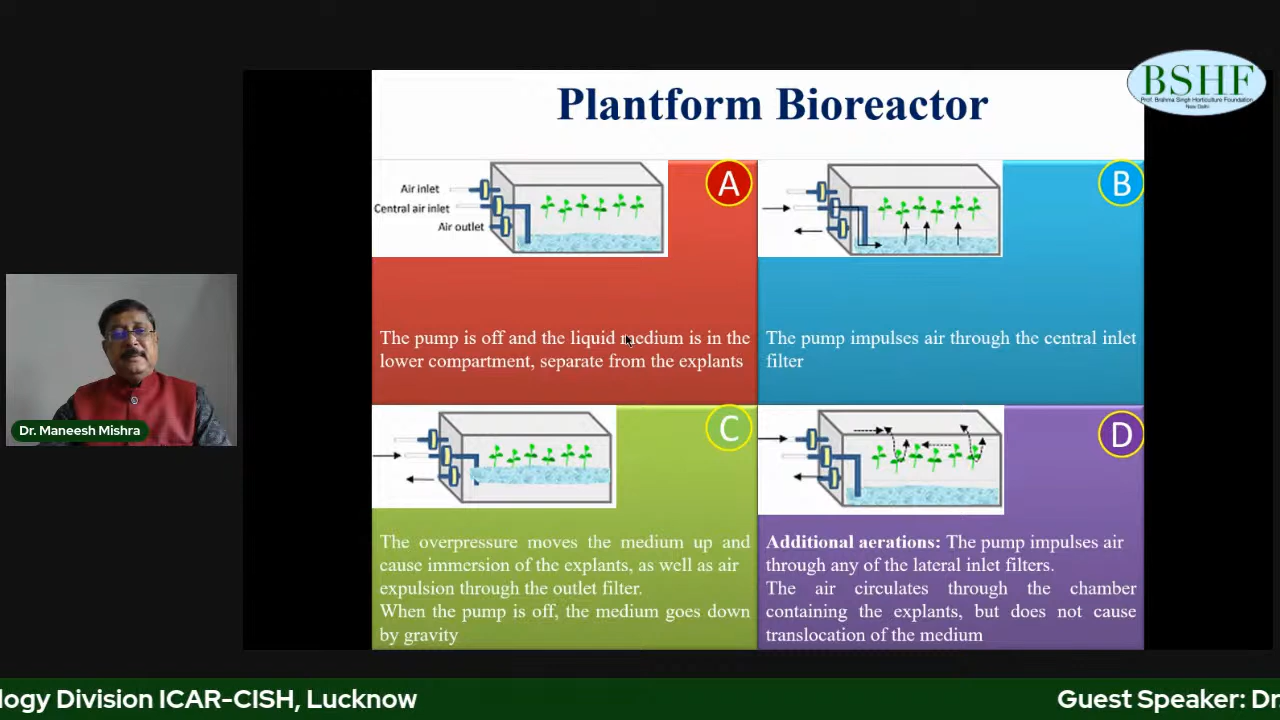 BSHF
Prof. Brahma Singh Horticulture Foundation
New Delhi
Plantform Bioreactor
A
Air inlet
Central air inlet
Air outlet
The pump is off and the liquid medium is in the
lower compartment, separate from the explants
B
The pump impulses air through the central inlet
filter
C
The overpressure moves the medium up and
cause immersion of the explants, as well as air
expulsion through the outlet filter.
When the pump is off, the medium goes down
by gravity
D
Additional aerations: The pump impulses air
through any of the lateral inlet filters.
The air circulates through the chamber
containing the explants, but does not cause
translocation of the medium
Dr. Maneesh Mishra
logy Division ICAR-CISH, Lucknow
Guest Speaker: Dr.